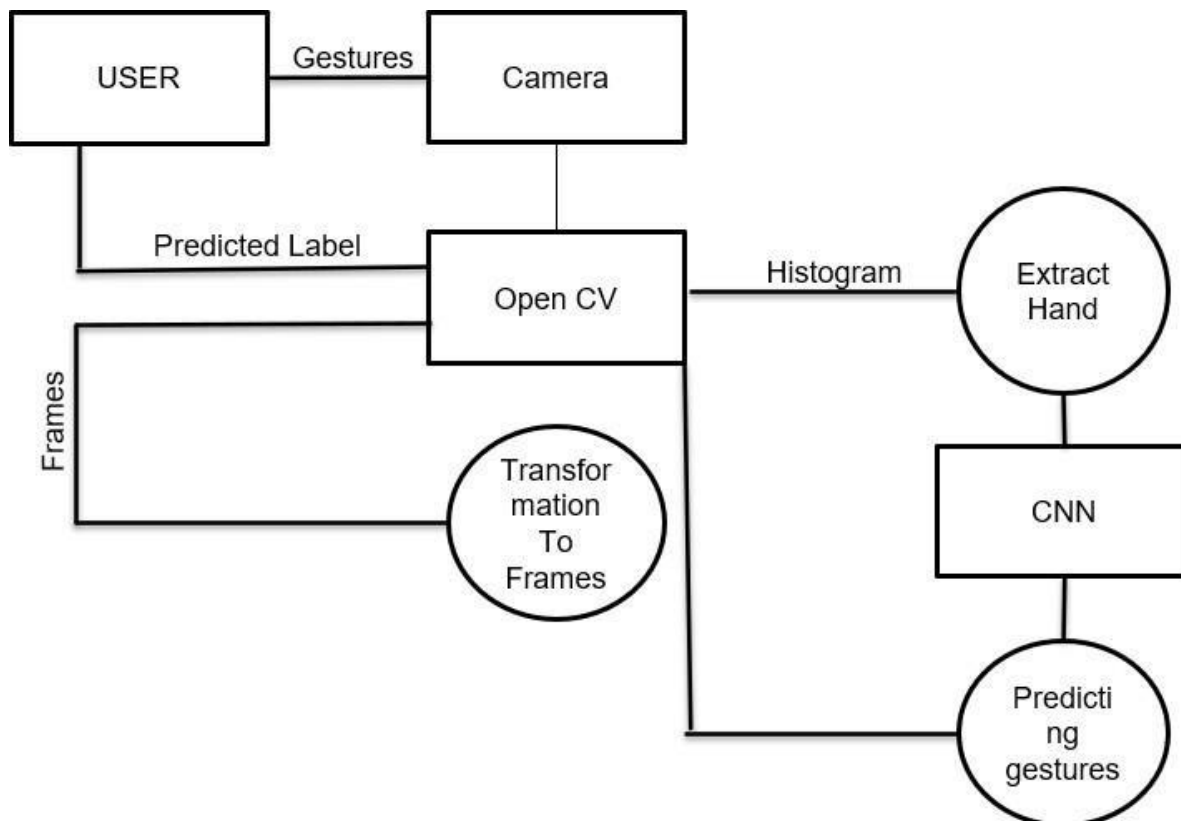 USER
Gestures
Camera
Predicted Label
Open CV
Histogram
Extract
Hand
Frames
Transfor
mation
To
Frames
CNN
Predicti
ng
gestures